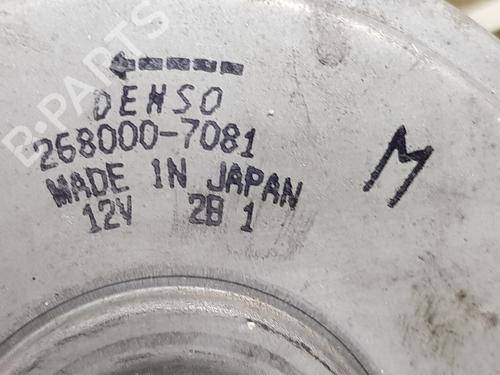 DENSO
268000-7081
MADE IN JAPAN
12V 2B 1
M
B-PARTS